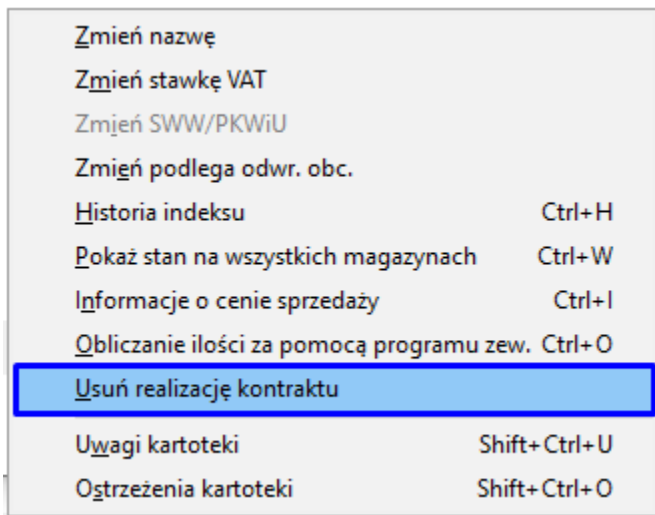 Zmień nazwę
Zmień stawkę VAT
Zmień SWW/PKWiU
Zmień podlega odwr. obc.
Historia indeksu Ctrl+H
Pokaż stan na wszystkich magazynach Ctrl+W
Informacje o cenie sprzedaży Ctrl+I
Obliczanie ilości za pomocą programu zew. Ctrl+O
Usuń realizację kontraktu
Uwagi kartoteki Shift+Ctrl+U
Ostrzeżenia kartoteki Shift+Ctrl+O